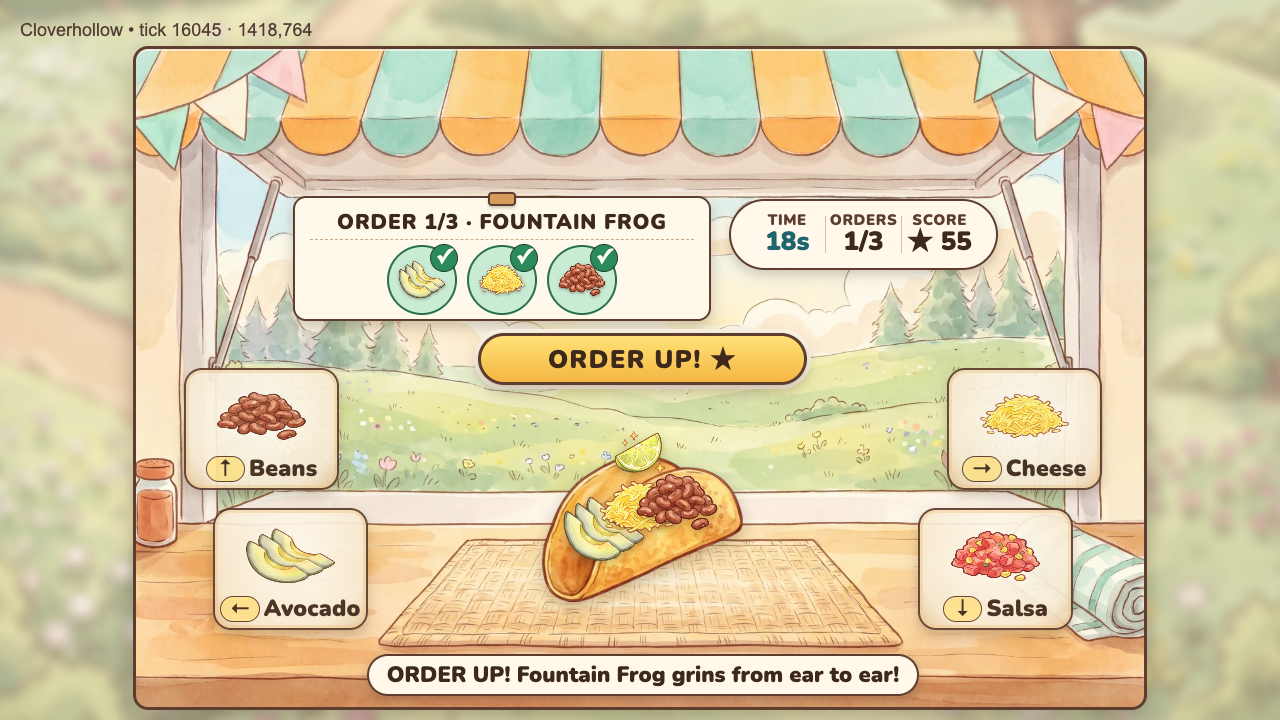 Cloverhollow • tick 16045 · 1418,764
ORDER 1/3 · FOUNTAIN FROG
TIME ORDERS SCORE
18s 1/3 ★ 55
ORDER UP! ★
↑ Beans
→ Cheese
← Avocado
↓ Salsa
ORDER UP! Fountain Frog grins from ear to ear!